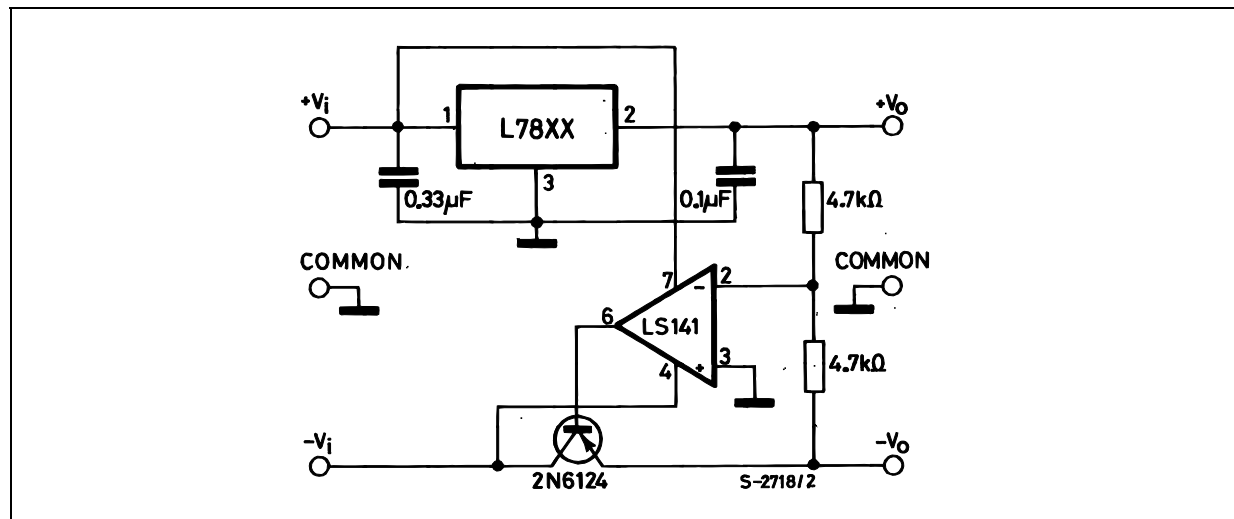 +Vi
1
L78XX
2
+Vo
3
0.33µF
0.1µF
4.7kΩ
COMMON
COMMON
7
2
-
6
LS141
3
+
4
4.7kΩ
-Vi
-Vo
2N6124
S-2718/2